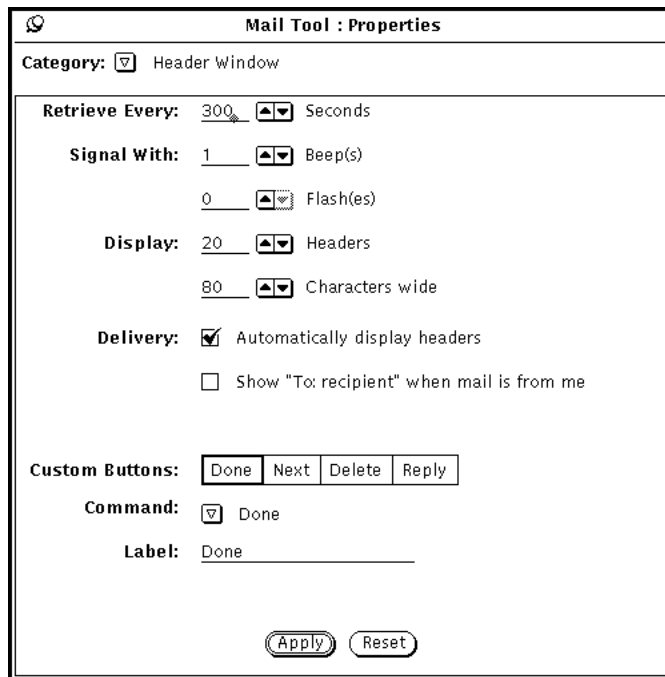 Mail Tool : Properties
Category: Header Window
Retrieve Every: 300 Seconds
Signal With: 1 Beep(s)
0 Flash(es)
Display: 20 Headers
80 Characters wide
Delivery: Automatically display headers
Show "To: recipient" when mail is from me
Custom Buttons: Done Next Delete Reply
Command: Done
Label: Done
Apply Reset